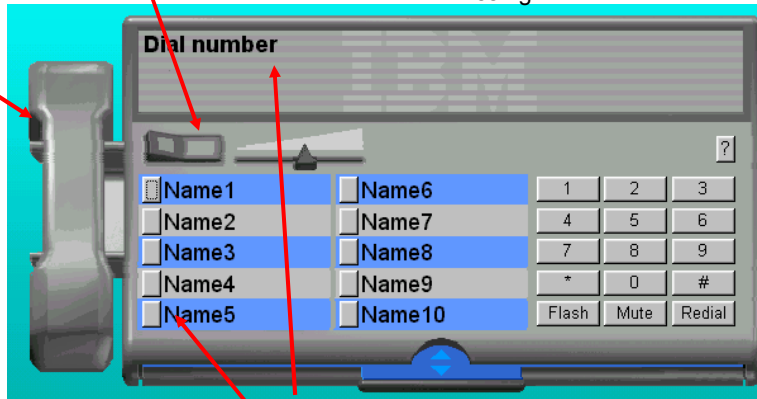 Dial number
IBM
?
Name1 Name6 1 2 3
Name2 Name7 4 5 6
Name3 Name8 7 8 9
Name4 Name9 * 0 #
Name5 Name10 Flash Mute Redial